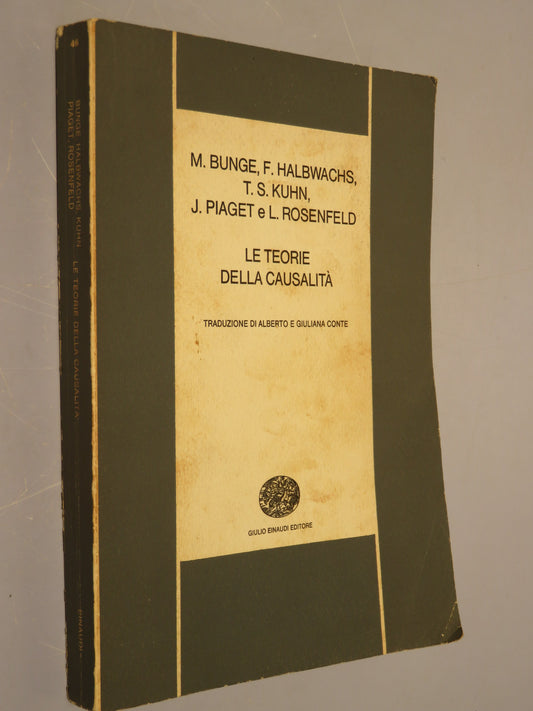 M. BUNGE, F. HALBWACHS,
T. S. KUHN,
J. PIAGET e L. ROSENFELD
LE TEORIE
DELLA CAUSALITÀ
TRADUZIONE DI ALBERTO E GIULIANA CONTE
GIULIO EINAUDI EDITORE
46
BUNGE HALBWACHS KUHN
PIAGET ROSENFELD
LE TEORIE DELLA CAUSALITÀ
EINAUDI